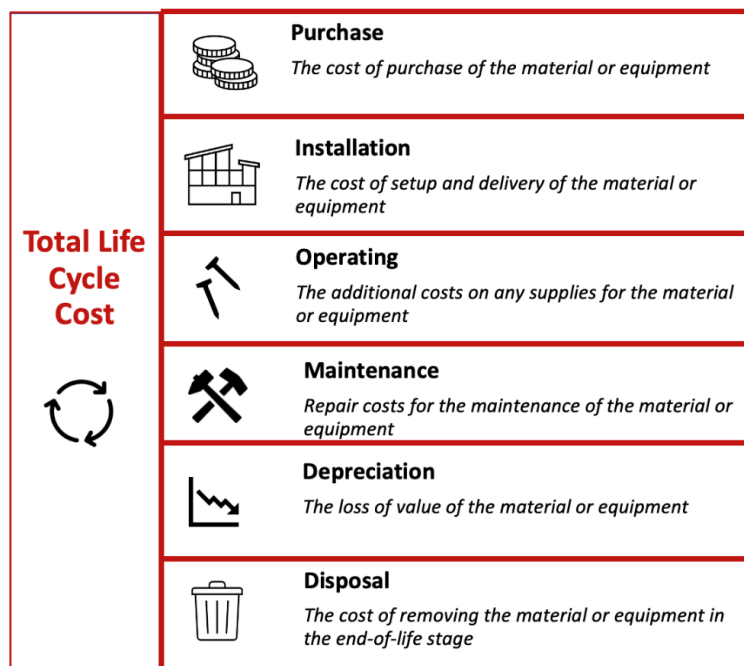 Total Life
Cycle
Cost
Purchase
The cost of purchase of the material or equipment
Installation
The cost of setup and delivery of the material or
equipment
Operating
The additional costs on any supplies for the material
or equipment
Maintenance
Repair costs for the maintenance of the material or
equipment
Depreciation
The loss of value of the material or equipment
Disposal
The cost of removing the material or equipment in
the end-of-life stage